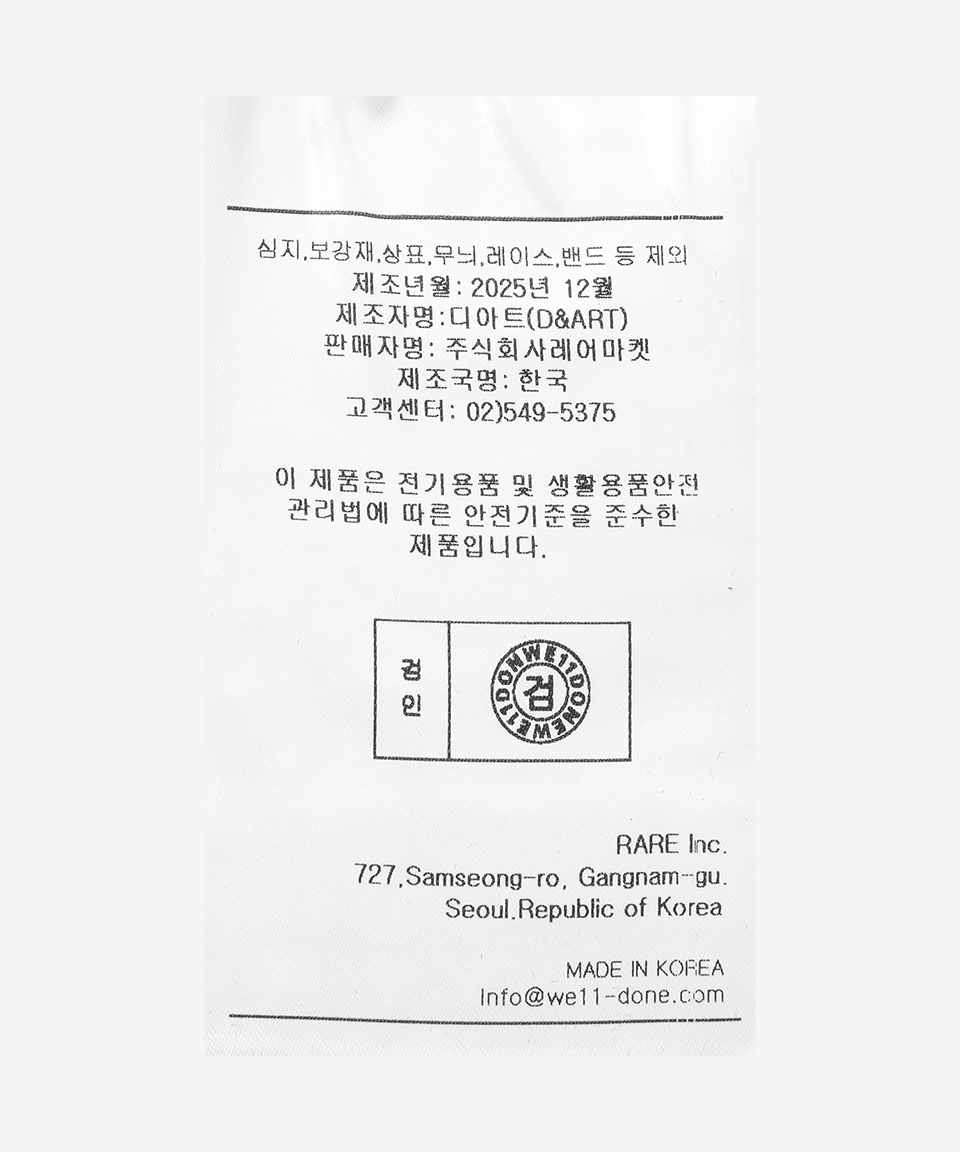 심지,보강재,상표,무늬,레이스,밴드 등 제외
제조년월: 2025년 12월
제조자명:디아트(D&ART)
판매자명: 주식회사레어마켓
제조국명: 한국
고객센터: 02)549-5375
이 제품은 전기용품 및 생활용품안전
관리법에 따른 안전기준을 준수한
제품입니다.
검
인
WE11DONEWE11DON
검
RARE Inc.
727,Samseong-ro, Gangnam-gu.
Seoul.Republic of Korea
MADE IN KOREA
Info@we11-done.com